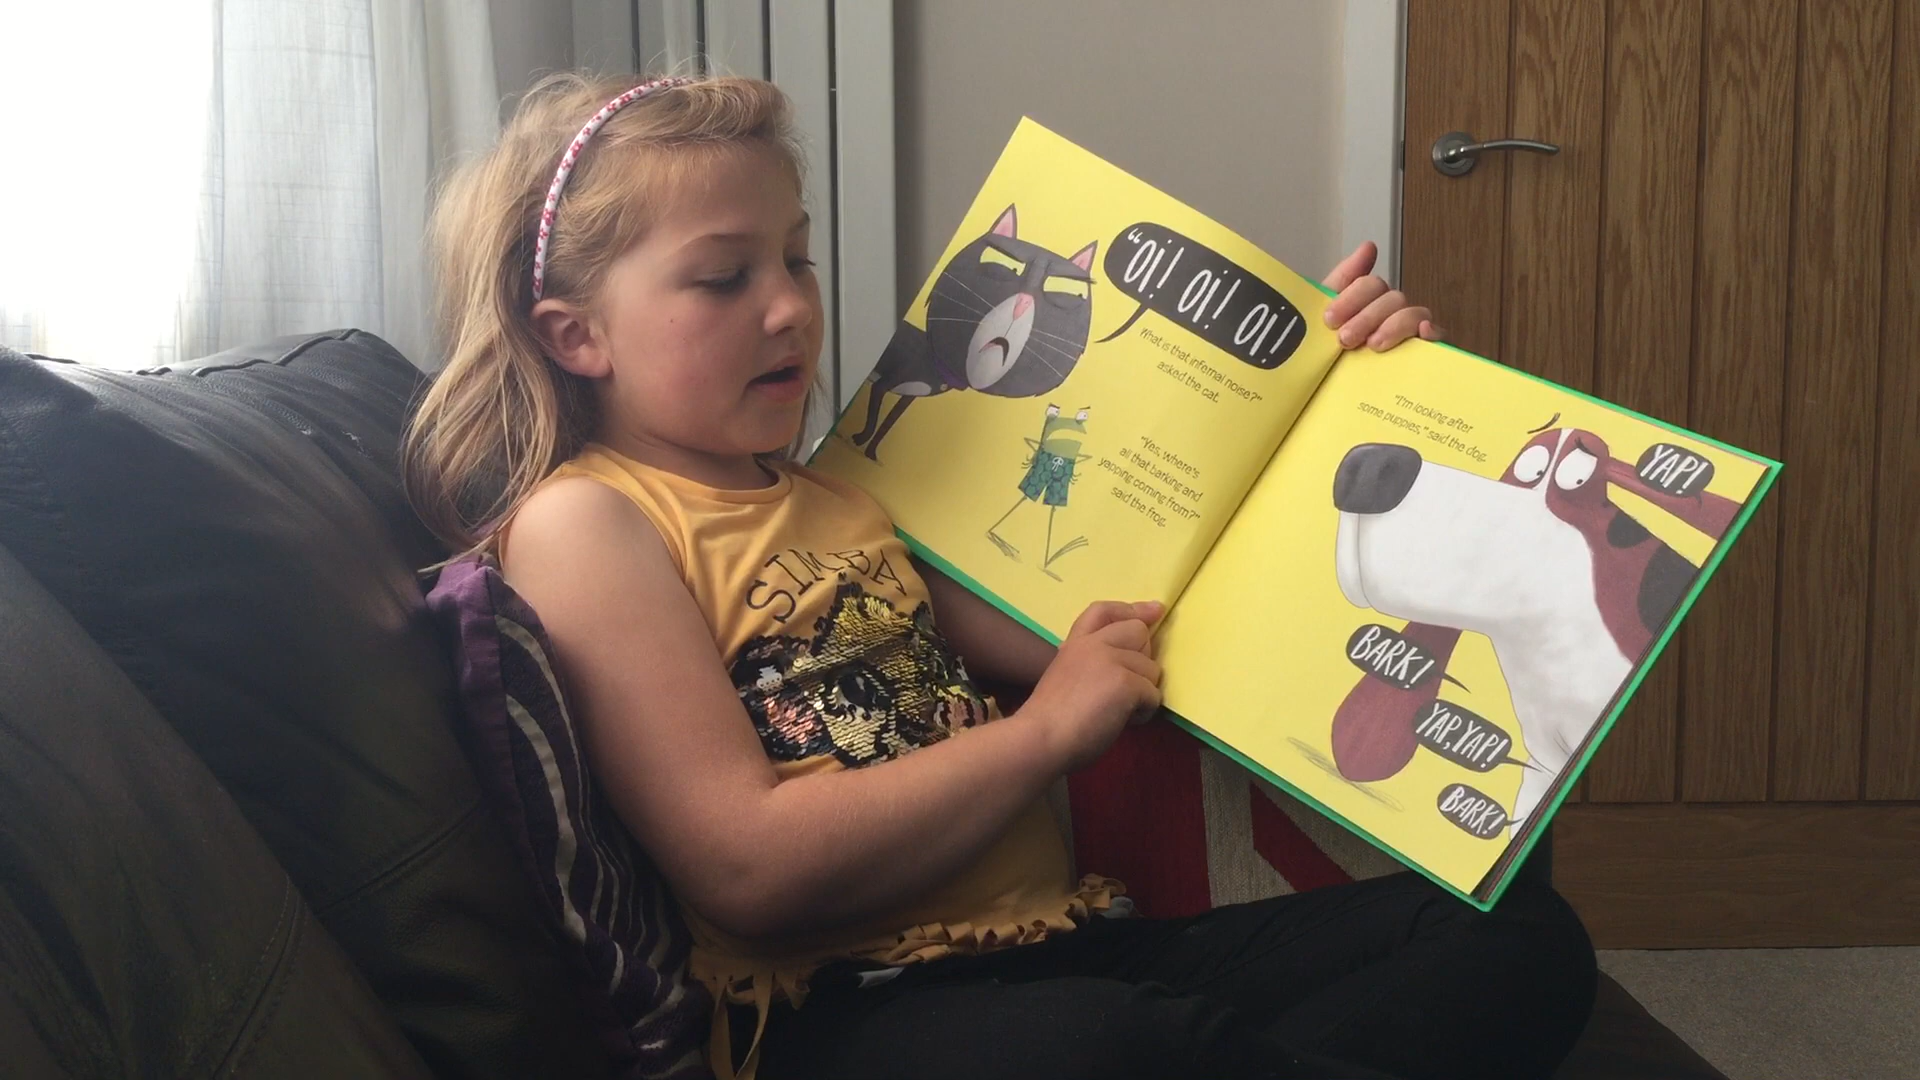 SIMBA
"Oi! Oi! Oi!
What is that infernal noise?"
asked the cat.
"Yes, where's
all that barking and
yapping coming from?"
said the frog.
"I'm looking after
some puppies," said the dog.
YAP!
BARK!
YAP, YAP!
BARK!